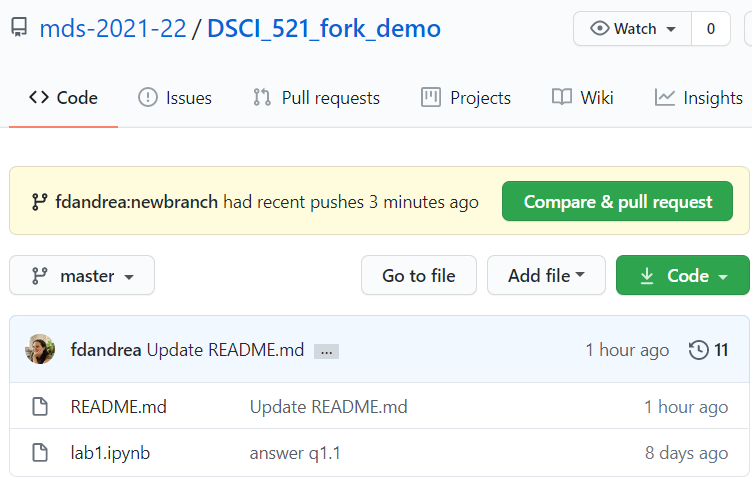 mds-2021-22 / DSCI_521_fork_demo Watch 0
Code Issues Pull requests Projects Wiki Insights
fdandrea:newbranch had recent pushes 3 minutes ago Compare & pull request
master Go to file Add file Code
fdandrea Update README.md ... 1 hour ago 11
README.md Update README.md 1 hour ago
lab1.ipynb answer q1.1 8 days ago